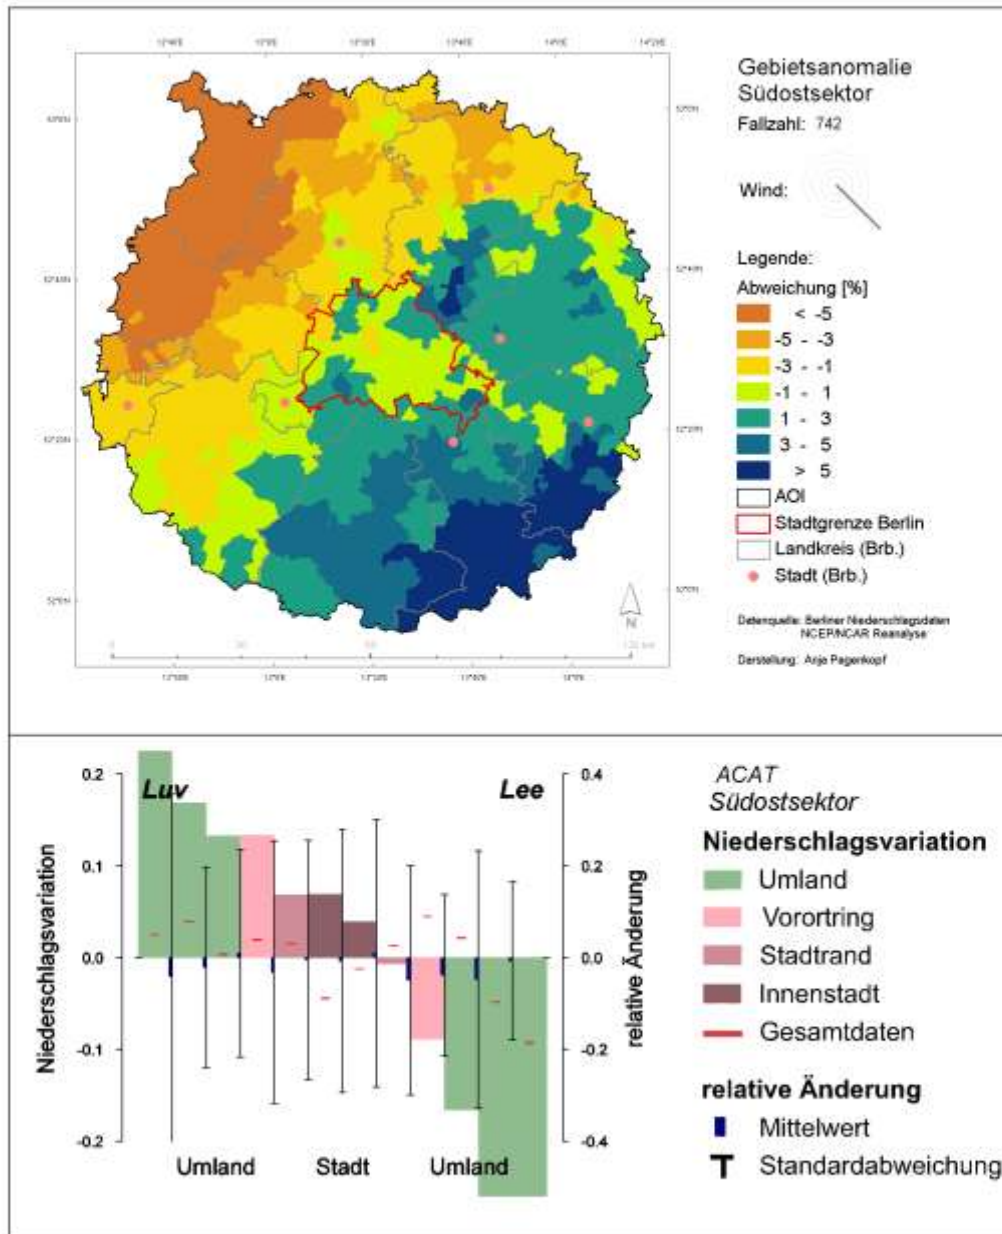 Gebietsanomalie
Südostsektor
Fallzahl: 742
Wind:
Legende:
Abweichung [%]
< -5
-5 - -3
-3 - -1
-1 - 1
1 - 3
3 - 5
> 5
AOI
Stadtgrenze Berlin
Landkreis (Brb.)
Stadt (Brb.)
N
Datenquelle: Berliner Niederschlagsdaten
NCEP/NCAR Reanalyse
Darstellung: Anja Pagenkopf
Luv
Lee
Niederschlagsvariation
0.2
0.1
0.0
-0.1
-0.2
0.4
0.2
0.0
-0.2
-0.4
relative Änderung
Umland
Stadt
Umland
ACAT
Südostsektor
Niederschlagsvariation
Umland
Vorortring
Stadtrand
Innenstadt
Gesamtdaten
relative Änderung
Mittelwert
Standardabweichung